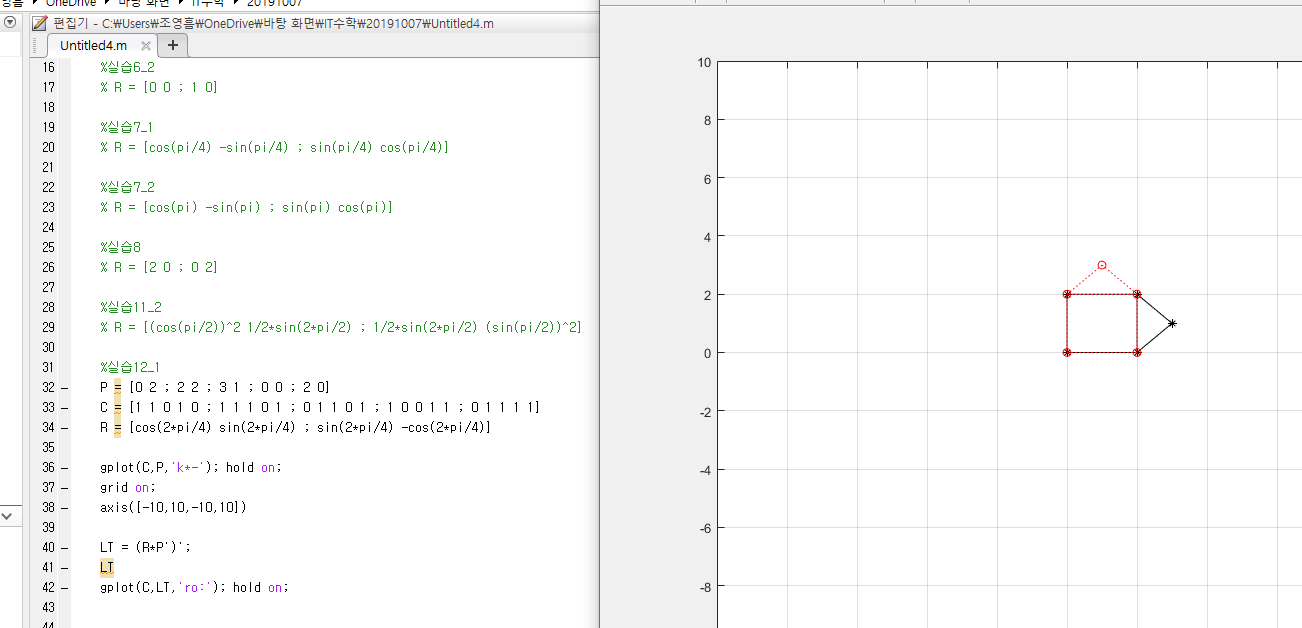 OneDrive ▸ 바탕 화면 ▸ IT수학 ▸ 20191007
편집기 - C:₩Users₩조영흠₩OneDrive₩바탕 화면₩IT수학₩20191007₩Untitled4.m
Untitled4.m × +
16 %실습6_2
17 % R = [0 0 ; 1 0]
18
19 %실습7_1
20 % R = [cos(pi/4) -sin(pi/4) ; sin(pi/4) cos(pi/4)]
21
22 %실습7_2
23 % R = [cos(pi) -sin(pi) ; sin(pi) cos(pi)]
24
25 %실습8
26 % R = [2 0 ; 0 2]
27
28 %실습11_2
29 % R = [(cos(pi/2))^2 1/2*sin(2*pi/2) ; 1/2*sin(2*pi/2) (sin(pi/2))^2]
30
31 %실습12_1
32 – P = [0 2 ; 2 2 ; 3 1 ; 0 0 ; 2 0]
33 – C = [1 1 0 1 0 ; 1 1 1 0 1 ; 0 1 1 0 1 ; 1 0 0 1 1 ; 0 1 1 1 1]
34 – R = [cos(2*pi/4) sin(2*pi/4) ; sin(2*pi/4) -cos(2*pi/4)]
35
36 – gplot(C,P,'k*-'); hold on;
37 – grid on;
38 – axis([-10,10,-10,10])
39
40 – LT = (R*P')';
41 – LT
42 – gplot(C,LT,'ro:'); hold on;
43
44
10
8
6
4
2
0
-2
-4
-6
-8